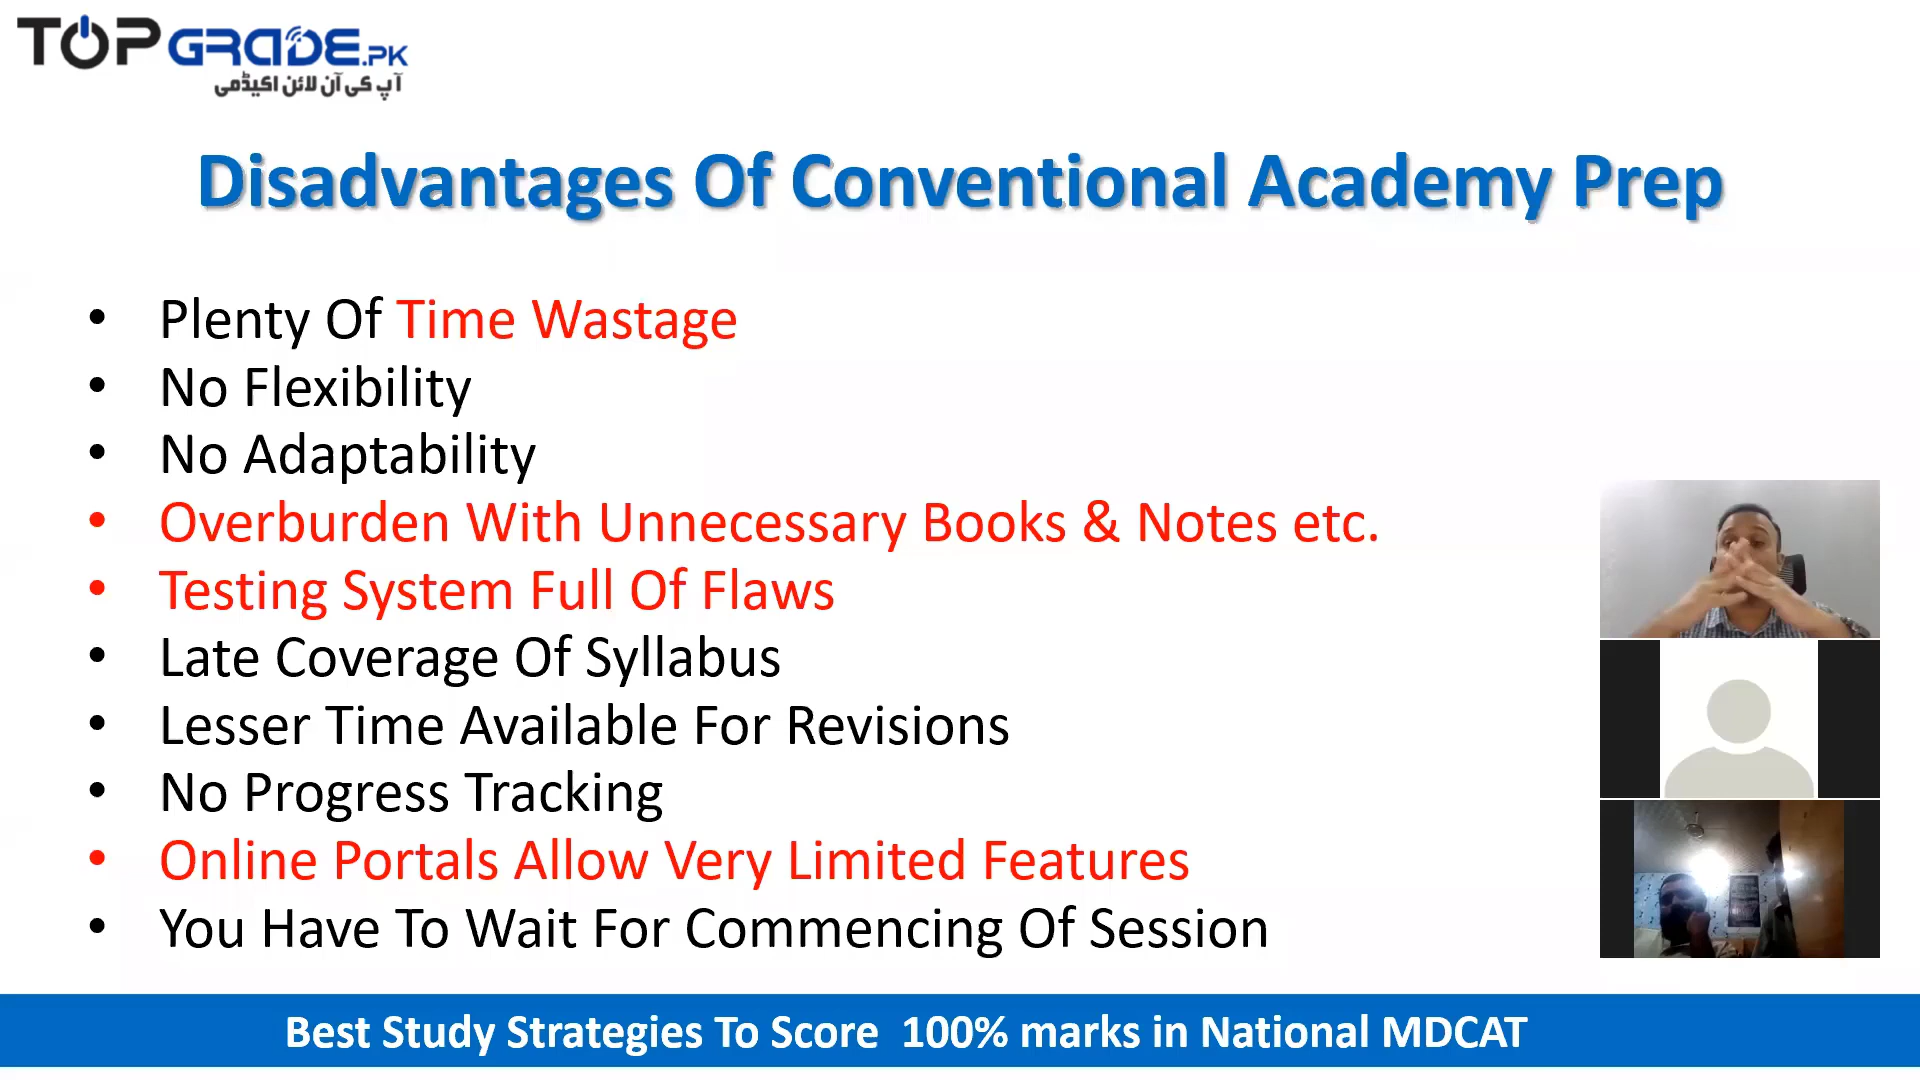 TOPGRADE.PK
آپ کی آن لائن اکیڈمی
Disadvantages Of Conventional Academy Prep
• Plenty Of Time Wastage
• No Flexibility
• No Adaptability
• Overburden With Unnecessary Books & Notes etc.
• Testing System Full Of Flaws
• Late Coverage Of Syllabus
• Lesser Time Available For Revisions
• No Progress Tracking
• Online Portals Allow Very Limited Features
• You Have To Wait For Commencing Of Session
Best Study Strategies To Score 100% marks in National MDCAT